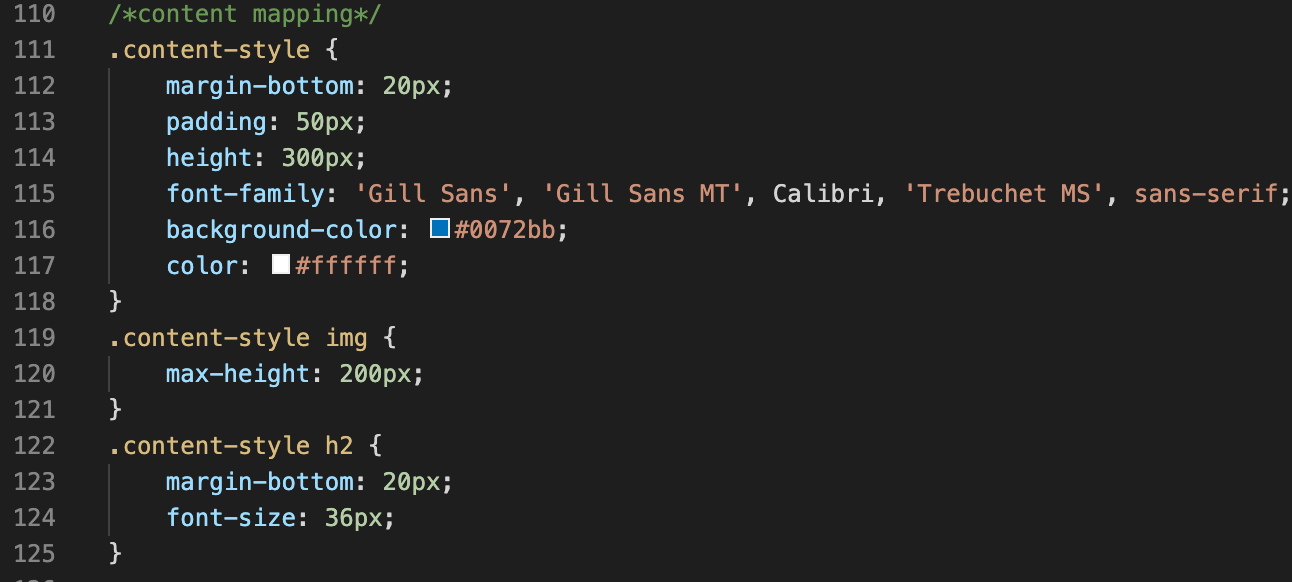 110 /*content mapping*/
111 .content-style {
112 margin-bottom: 20px;
113 padding: 50px;
114 height: 300px;
115 font-family: 'Gill Sans', 'Gill Sans MT', Calibri, 'Trebuchet MS', sans-serif;
116 background-color: #0072bb;
117 color: #ffffff;
118 }
119 .content-style img {
120 max-height: 200px;
121 }
122 .content-style h2 {
123 margin-bottom: 20px;
124 font-size: 36px;
125 }